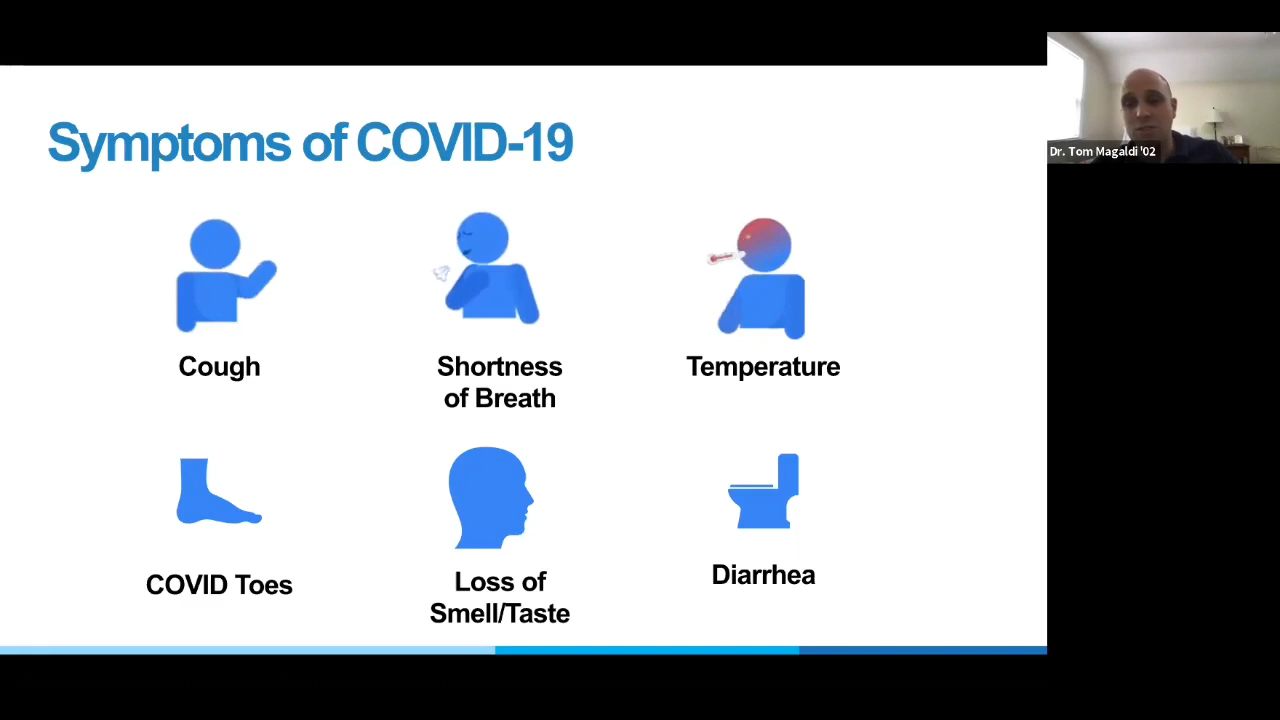 Symptoms of COVID-19
Dr. Tom Magaldi '02
Cough
Shortness
of Breath
Temperature
COVID Toes
Loss of
Smell/Taste
Diarrhea